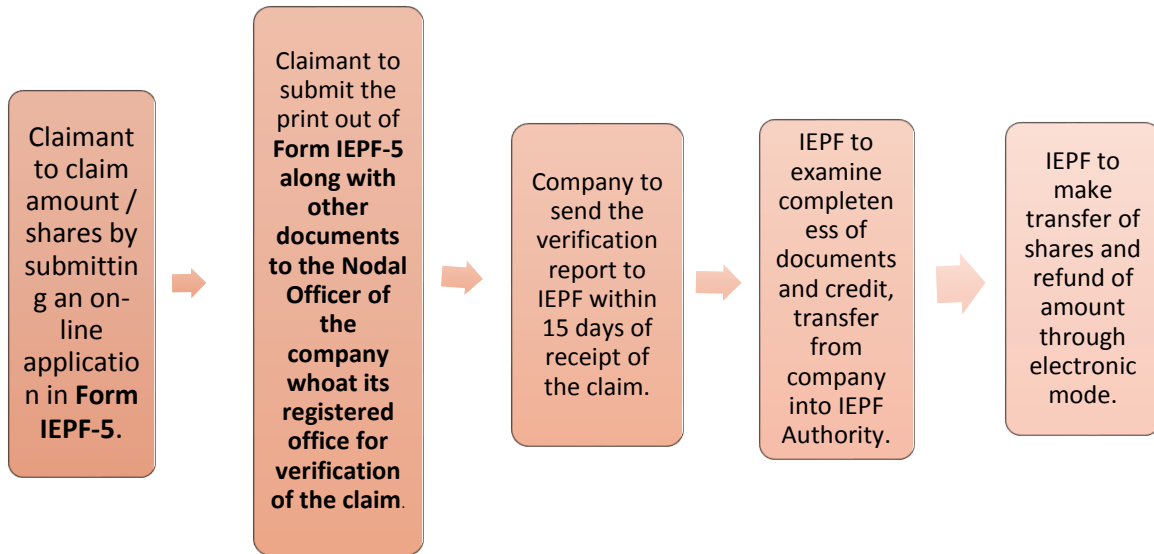 Claimant
to claim
amount /
shares by
submittin
g an on-
line
applicatio
n in Form
IEPF-5.
Claimant to
submit the
print out of
Form IEPF-5
along with
other
documents
to the Nodal
Officer of
the
company
whoat its
registered
office for
verification
of the claim.
Company to
send the
verification
report to
IEPF within
15 days of
receipt of
the claim.
IEPF to
examine
completen
ess of
documents
and credit,
transfer
from
company
into IEPF
Authority.
IEPF to
make
transfer of
shares and
refund of
amount
through
electronic
mode.